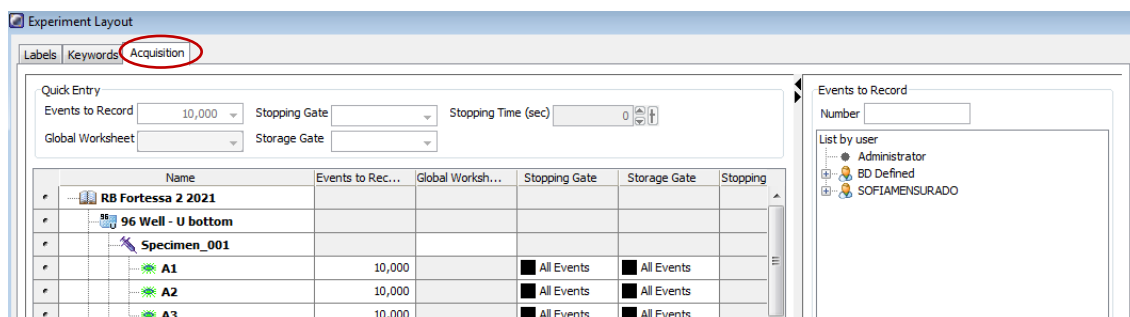 Experiment Layout
Labels Keywords Acquisition
Quick Entry
Events to Record 10,000 Stopping Gate Stopping Time (sec) 0
Global Worksheet Storage Gate
Name Events to Rec... Global Worksh... Stopping Gate Storage Gate Stopping
RB Fortessa 2 2021
96 Well - U bottom
Specimen_001
A1 10,000 All Events All Events
A2 10,000 All Events All Events
A3 10,000 All Events All Events
Events to Record
Number
List by user
Administrator
BD Defined
SOFIAMENSURADO